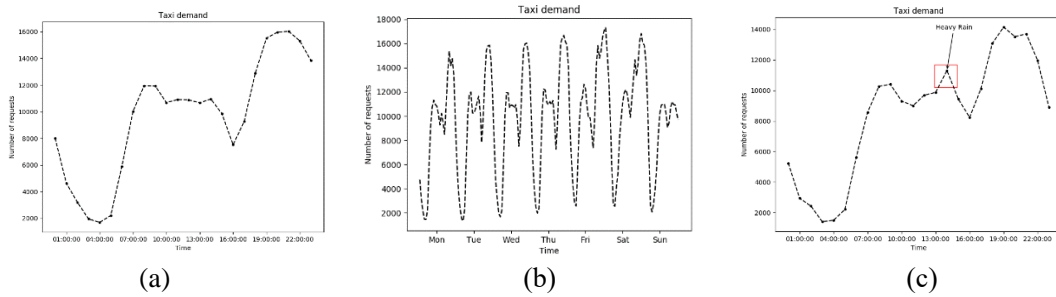 Taxi demand
Number of requests
16000
14000
12000
10000
8000
6000
4000
2000
01:00:00 04:00:00 07:00:00 10:00:00 13:00:00 16:00:00 19:00:00 22:00:00
Time
(a)
Taxi demand
Number of requests
18000
16000
14000
12000
10000
8000
6000
4000
2000
Mon Tue Wed Thu Fri Sat Sun
Time
(b)
Taxi demand
Heavy Rain
Number of requests
14000
12000
10000
8000
6000
4000
2000
01:00:00 04:00:00 07:00:00 10:00:00 13:00:00 16:00:00 19:00:00 22:00:00
Time
(c)